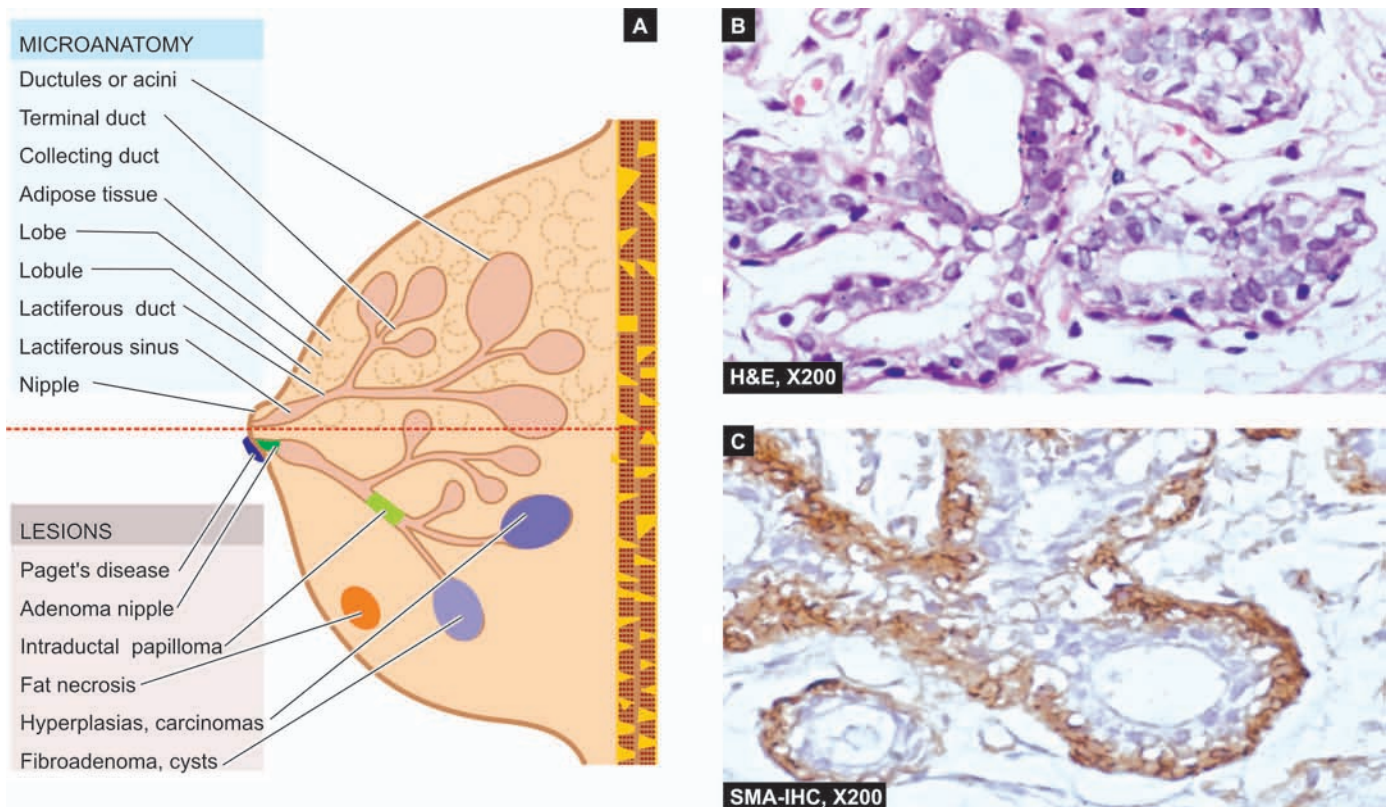 MICROANATOMY
Ductules or acini
Terminal duct
Collecting duct
Adipose tissue
Lobe
Lobule
Lactiferous duct
Lactiferous sinus
Nipple
LESIONS
Paget's disease
Adenoma nipple
Intraductal papilloma
Fat necrosis
Hyperplasias, carcinomas
Fibroadenoma, cysts
A
B
H&E, X200
C
SMA-IHC, X200